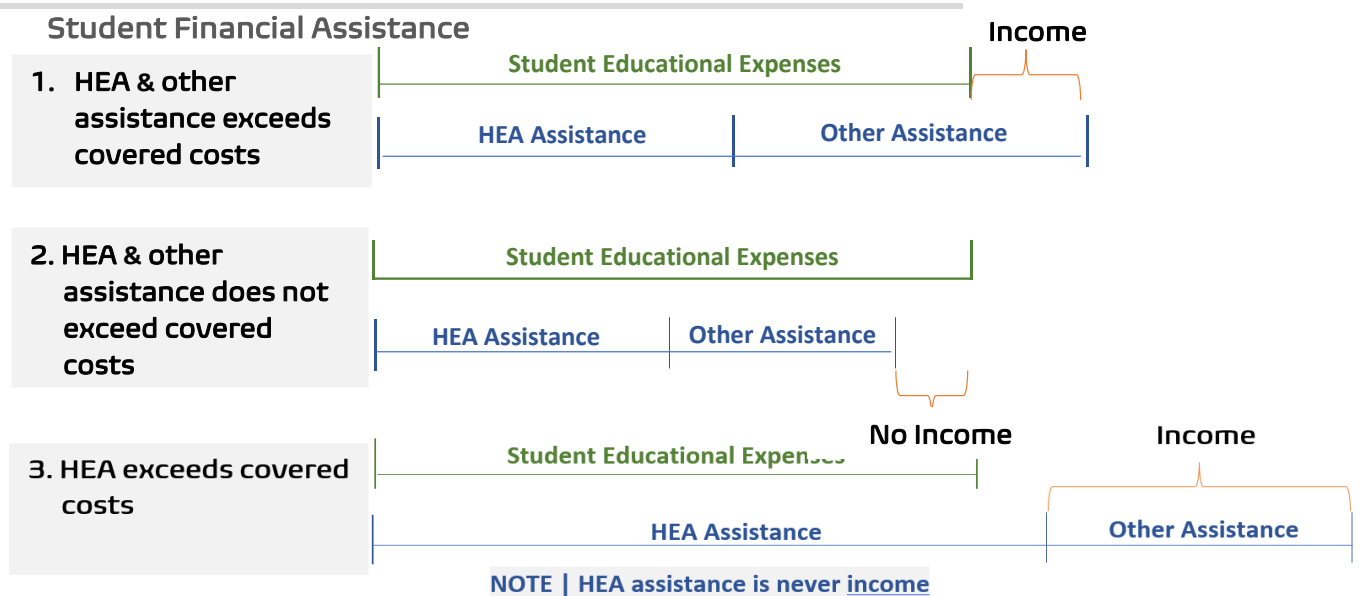 Student Financial Assistance
Income
1. HEA & other
assistance exceeds
covered costs
Student Educational Expenses
HEA Assistance
Other Assistance
2. HEA & other
assistance does not
exceed covered
costs
Student Educational Expenses
HEA Assistance
Other Assistance
No Income
Income
3. HEA exceeds covered
costs
Student Educational Expenses
HEA Assistance
Other Assistance
NOTE | HEA assistance is never income